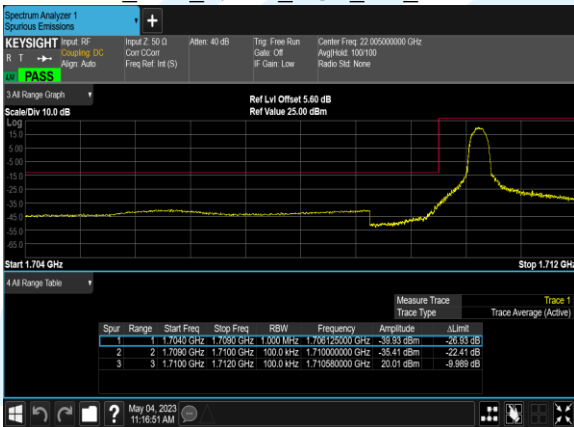 Spectrum Analyzer 1
Spurious Emissions
+
KEYSIGHT Input: RF Input Z: 50 Ω Atten: 40 dB Trig: Free Run Center Freq: 22.005000000 GHz
R T Coupling: DC Corr CCorr Gate: Off Avg|Hold: 100/100
Align: Auto Freq Ref: Int (S) IF Gain: Low Radio Std: None
PASS
3 All Range Graph
Ref Lvl Offset 5.60 dB
Scale/Div 10.0 dB Ref Value 25.00 dBm
Log
15.0
5.00
-5.00
-15.0
-25.0
-35.0
-45.0
-55.0
-65.0
Start 1.704 GHz Stop 1.712 GHz
4 All Range Table
Measure Trace Trace 1
Trace Type Trace Average (Active)
Spur Range Start Freq Stop Freq RBW Frequency Amplitude ΔLimit
1 1 1.7040 GHz 1.7090 GHz 1.000 MHz 1.706125000 GHz -39.93 dBm -26.93 dB
2 2 1.7090 GHz 1.7100 GHz 100.0 kHz 1.710000000 GHz -35.41 dBm -22.41 dB
3 3 1.7100 GHz 1.7120 GHz 100.0 kHz 1.710580000 GHz 20.01 dBm -9.989 dB
? May 04, 2023
11:16:51 AM